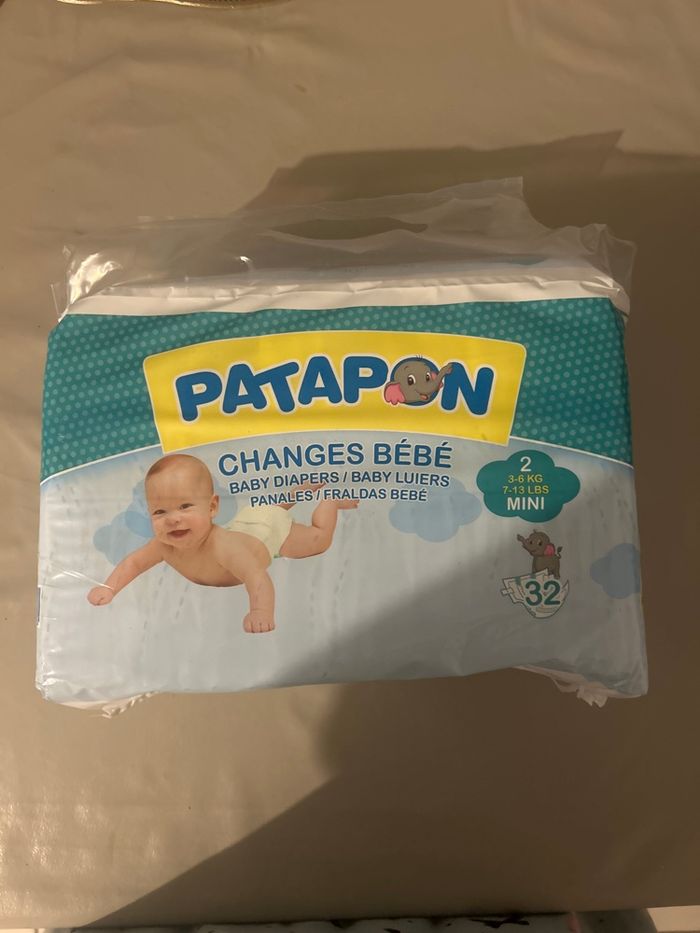 PATAPON
CHANGES BÉBÉ
BABY DIAPERS / BABY LUIERS
PANALES / FRALDAS BEBÉ
2
3-6 KG
7-13 LBS
MINI
32